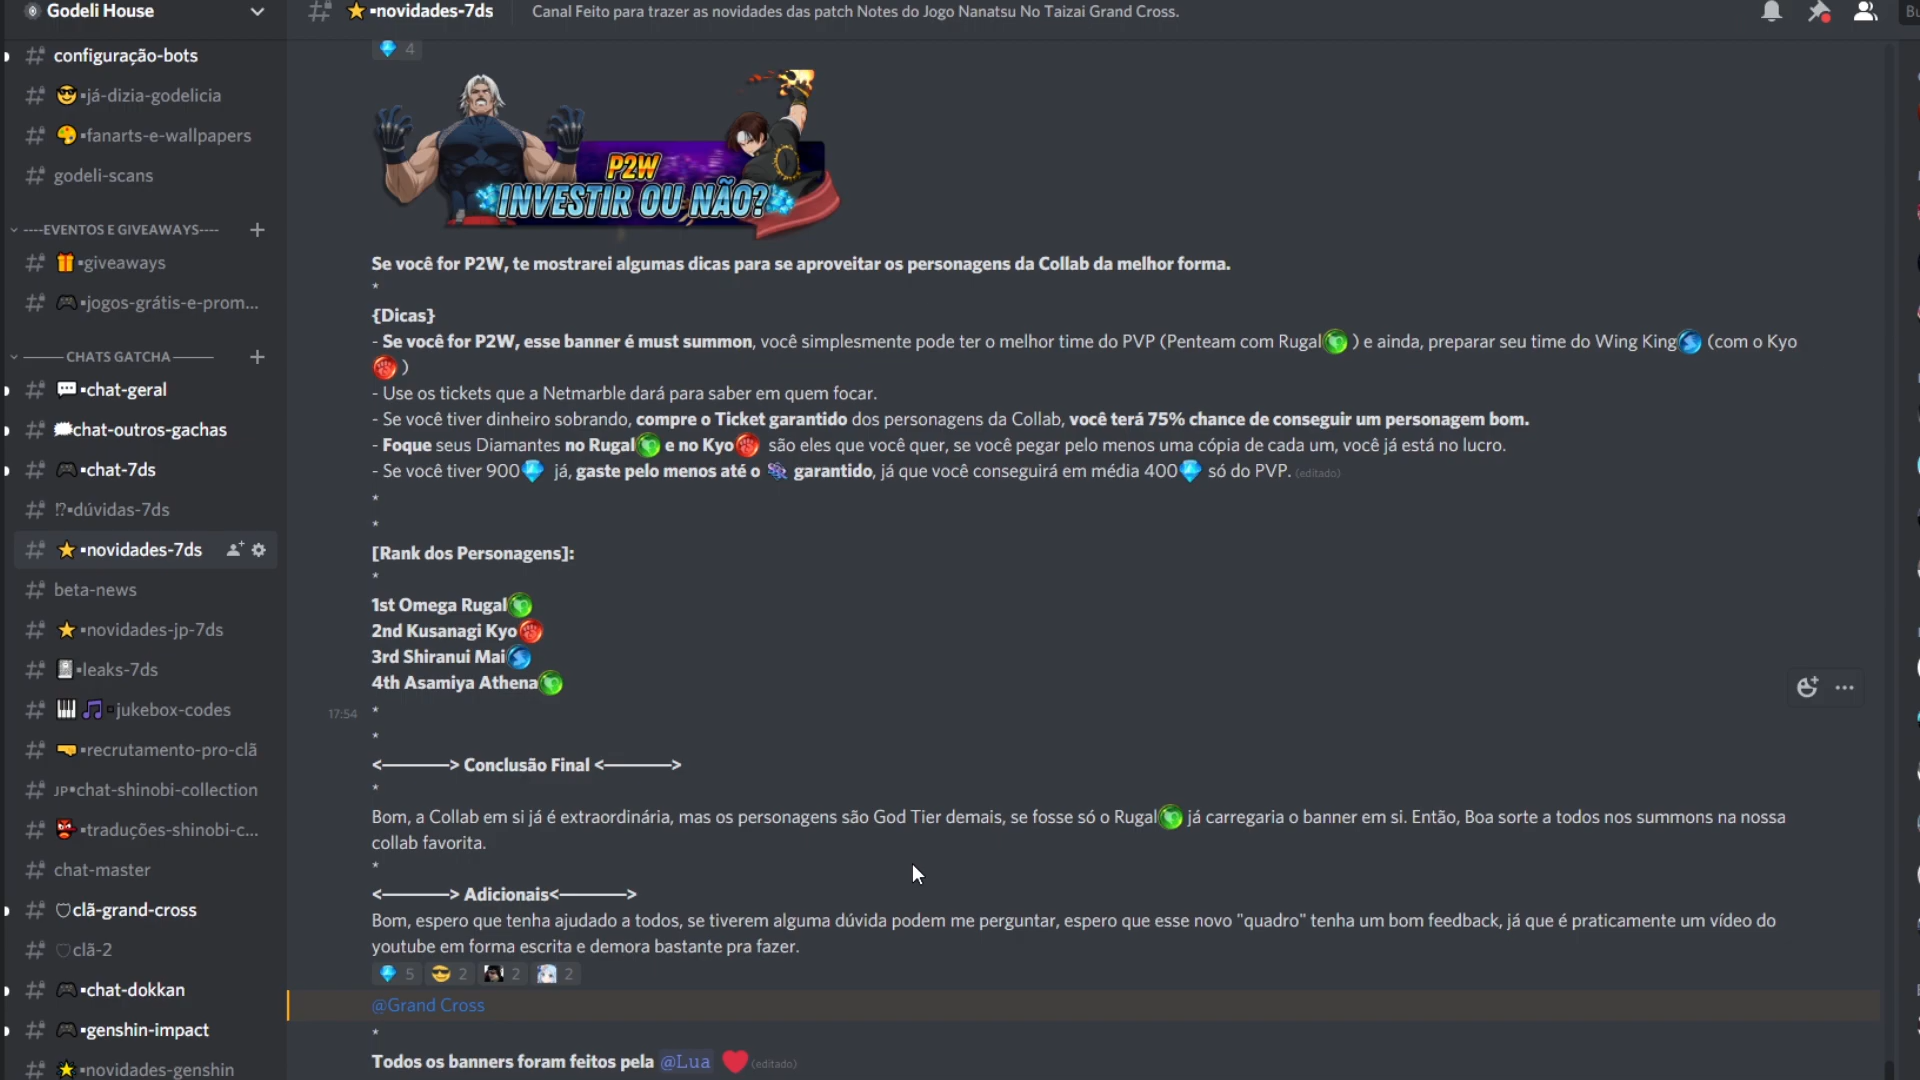 Godeli House
configuração-bots
já-dizia-godelicia
fanarts-e-wallpapers
godeli-scans
----EVENTOS E GIVEAWAYS----
giveaways
jogos-grátis-e-prom...
CHATS GATCHA
chat-geral
chat-outros-gachas
chat-7ds
⁉dúvidas-7ds
novidades-7ds
beta-news
novidades-jp-7ds
leaks-7ds
jukebox-codes
recrutamento-pro-clã
JP•chat-shinobi-collection
traduções-shinobi-c...
chat-master
clã-grand-cross
clã-2
chat-dokkan
genshin-impact
novidades-genshin
novidades-7ds
Canal Feito para trazer as novidades das patch Notes do Jogo Nanatsu No Taizai Grand Cross.
Bu
4
P2W
INVESTIR OU NÃO?
Se você for P2W, te mostrarei algumas dicas para se aproveitar os personagens da Collab da melhor forma.
*
{Dicas}
- Se você for P2W, esse banner é must summon, você simplesmente pode ter o melhor time do PVP (Penteam com Rugal ) e ainda, preparar seu time do Wing King (com o Kyo
)
- Use os tickets que a Netmarble dará para saber em quem focar.
- Se você tiver dinheiro sobrando, compre o Ticket garantido dos personagens da Collab, você terá 75% chance de conseguir um personagem bom.
- Foque seus Diamantes no Rugal e no Kyo são eles que você quer, se você pegar pelo menos uma cópia de cada um, você já está no lucro.
- Se você tiver 900 já, gaste pelo menos até o garantido, já que você conseguirá em média 400 só do PVP. (editado)
*
*
[Rank dos Personagens]:
*
1st Omega Rugal
2nd Kusanagi Kyo
3rd Shiranui Mai
4th Asamiya Athena
17:54 *
*
<————> Conclusão Final <————>
*
Bom, a Collab em si já é extraordinária, mas os personagens são God Tier demais, se fosse só o Rugal já carregaria o banner em si. Então, Boa sorte a todos nos summons na nossa
collab favorita.
*
<————> Adicionais<————>
Bom, espero que tenha ajudado a todos, se tiverem alguma dúvida podem me perguntar, espero que esse novo "quadro" tenha um bom feedback, já que é praticamente um vídeo do
youtube em forma escrita e demora bastante pra fazer.
5 2 2 2
@Grand Cross
*
Todos os banners foram feitos pela @Lua (editado)